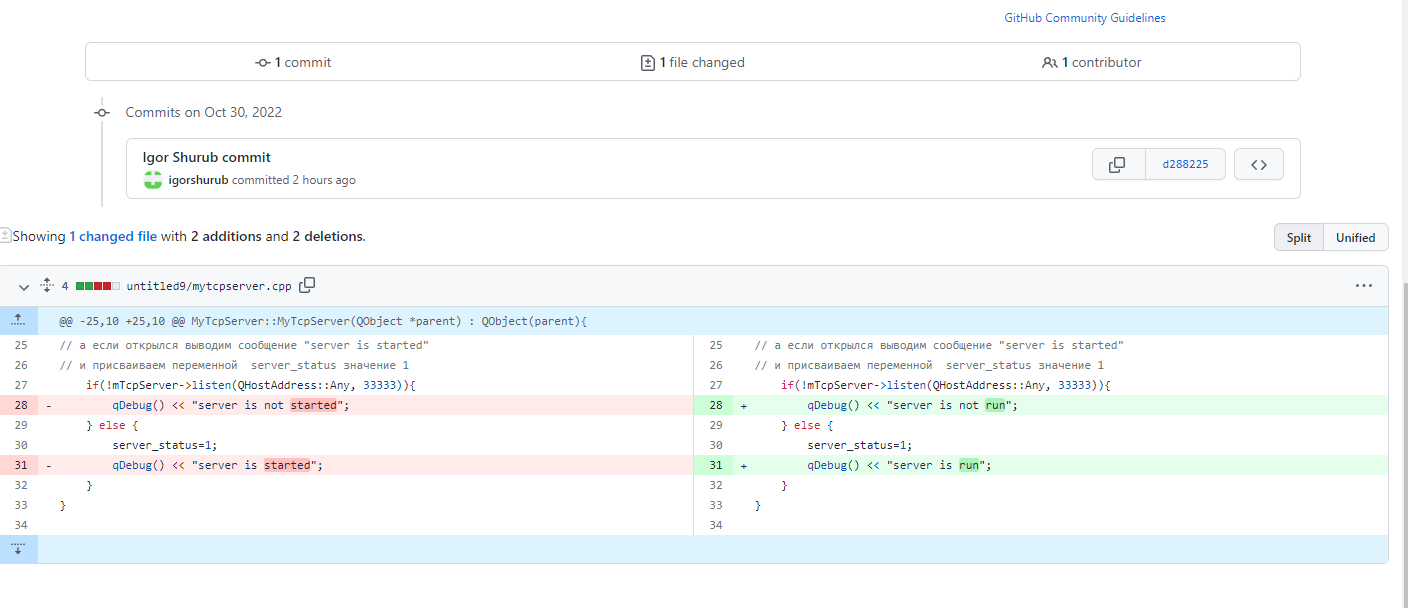 GitHub Community Guidelines
1 commit
1 file changed
1 contributor
Commits on Oct 30, 2022
Igor Shurub commit
d288225
igorshurub committed 2 hours ago
Showing 1 changed file with 2 additions and 2 deletions.
Split
Unified
4 untitled9/mytcpserver.cpp
@@ -25,10 +25,10 @@ MyTcpServer::MyTcpServer(QObject *parent) : QObject(parent){
25 // а если открылся выводим сообщение "server is started"
26 // и присваиваем переменной  server_status значение 1
27 if(!mTcpServer->listen(QHostAddress::Any, 33333)){
28 - qDebug() << "server is not started";
29 } else {
30 server_status=1;
31 - qDebug() << "server is started";
32 }
33 }
34
25 // а если открылся выводим сообщение "server is started"
26 // и присваиваем переменной  server_status значение 1
27 if(!mTcpServer->listen(QHostAddress::Any, 33333)){
28 + qDebug() << "server is not run";
29 } else {
30 server_status=1;
31 + qDebug() << "server is run";
32 }
33 }
34